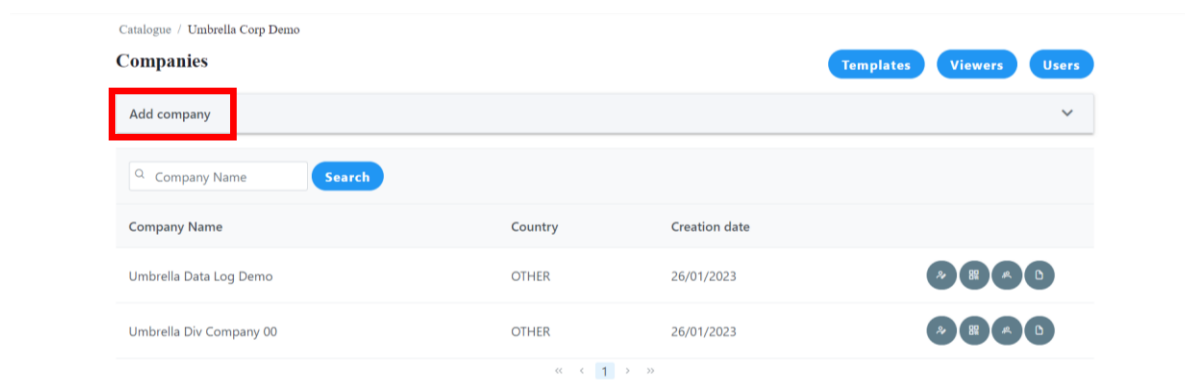 Catalogue / Umbrella Corp Demo
Companies
Templates Viewers Users
Add company
Company Name Search
Company Name Country Creation date
Umbrella Data Log Demo OTHER 26/01/2023
Umbrella Div Company 00 OTHER 26/01/2023
« ‹ 1 › »